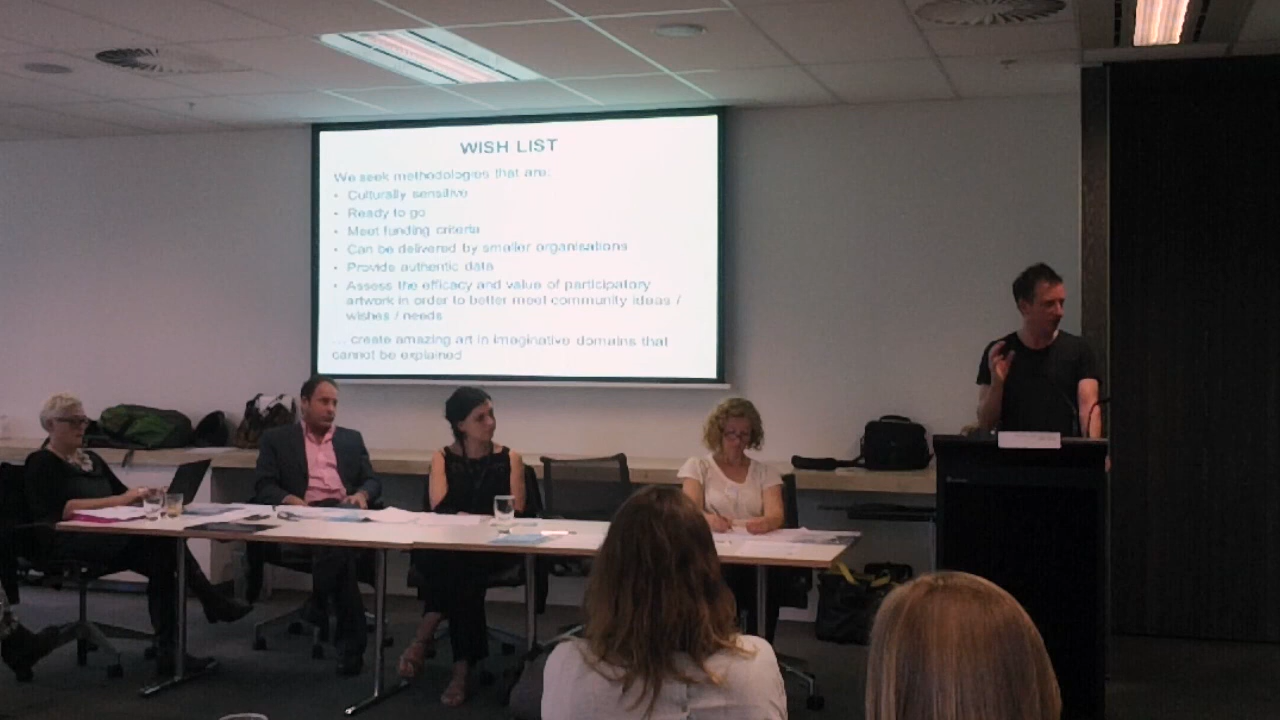 WISH LIST
We seek methodologies that are:
• Culturally sensitive
• Ready to go
• Meet funding criteria
• Can be delivered by smaller organisations
• Provide authentic data
• Assess the efficacy and value of participatory
artwork in order to better meet community ideas /
wishes / needs
... create amazing art in imaginative domains that
cannot be explained